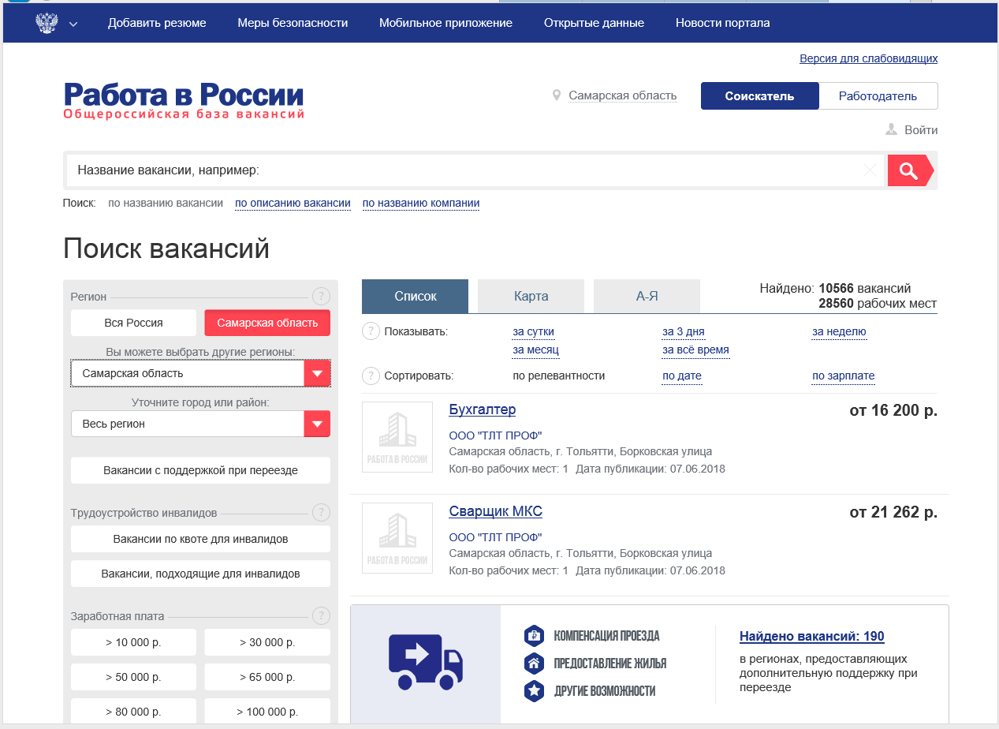 Добавить резюме Меры безопасности Мобильное приложение Открытые данные Новости портала
Версия для слабовидящих
Работа в России
Общероссийская база вакансий
Самарская область Соискатель Работодатель
Войти
Название вакансии, например:
Поиск: по названию вакансии по описанию вакансии по названию компании
Поиск вакансий
Регион ?
Вся Россия Самарская область
Вы можете выбрать другие регионы:
Самарская область
Уточните город или район:
Весь регион
Вакансии с поддержкой при переезде
Трудоустройство инвалидов ?
Вакансии по квоте для инвалидов
Вакансии, подходящие для инвалидов
Заработная плата ?
> 10 000 р. > 30 000 р.
> 50 000 р. > 65 000 р.
> 80 000 р. > 100 000 р.
Список Карта А-Я
Найдено: 10566 вакансий
28560 рабочих мест
? Показывать: за сутки за 3 дня за неделю
за месяц за всё время
? Сортировать: по релевантности по дате по зарплате
РАБОТА В РОССИИ
Бухгалтер от 16 200 р.
ООО "ТЛТ ПРОФ"
Самарская область, г. Тольятти, Борковская улица
Кол-во рабочих мест: 1 Дата публикации: 07.06.2018
РАБОТА В РОССИИ
Сварщик МКС от 21 262 р.
ООО "ТЛТ ПРОФ"
Самарская область, г. Тольятти, Борковская улица
Кол-во рабочих мест: 1 Дата публикации: 07.06.2018
КОМПЕНСАЦИЯ ПРОЕЗДА
ПРЕДОСТАВЛЕНИЕ ЖИЛЬЯ
ДРУГИЕ ВОЗМОЖНОСТИ
Найдено вакансий: 190
в регионах, предоставляющих
дополнительную поддержку при
переезде